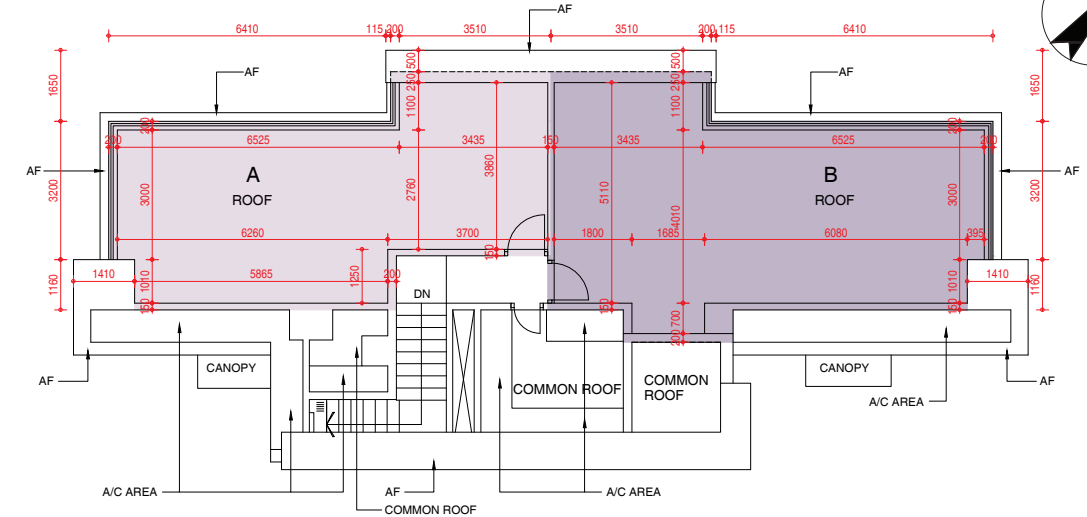 AF
6410
115
200
3510
3510
200
115
6410
1650
500
250
1100
500
250
1100
1650
AF
AF
200
200
200
6525
3435
150
3435
6525
200
AF
3200
3000
A
ROOF
2760
3860
5110
4010
B
ROOF
3000
3200
AF
6260
3700
1800
1685
6080
395
150
1410
5865
1250
200
1410
1160
1010
150
DN
150
700
200
1010
150
1160
CANOPY
COMMON ROOF
COMMON
ROOF
CANOPY
AF
AF
A/C AREA
A/C AREA
AF
COMMON ROOF
A/C AREA